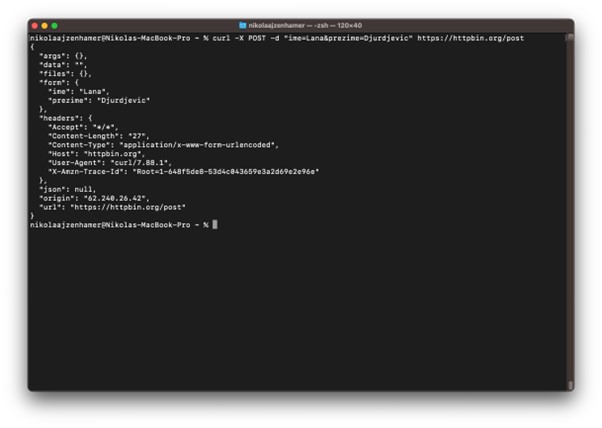 nikolaajzenhamer — -zsh — 120×40
nikolaajzenhamer@Nikolas-MacBook-Pro ~ % curl -X POST -d "ime=Lana&prezime=Djurdjevic" https://httpbin.org/post
{
  "args": {},
  "data": "",
  "files": {},
  "form": {
    "ime": "Lana",
    "prezime": "Djurdjevic"
  },
  "headers": {
    "Accept": "*/*",
    "Content-Length": "27",
    "Content-Type": "application/x-www-form-urlencoded",
    "Host": "httpbin.org",
    "User-Agent": "curl/7.88.1",
    "X-Amzn-Trace-Id": "Root=1-648f5de8-53d4c043659e3a2d69e2e96e"
  },
  "json": null,
  "origin": "62.240.26.42",
  "url": "https://httpbin.org/post"
}
nikolaajzenhamer@Nikolas-MacBook-Pro ~ %